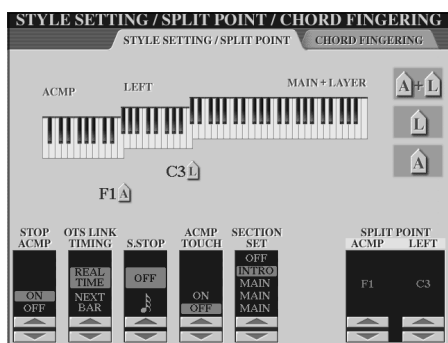 STYLE SETTING / SPLIT POINT / CHORD FINGERING
STYLE SETTING / SPLIT POINT
CHORD FINGERING
ACMP
LEFT
MAIN + LAYER
A+L
L
A
C3 L
F1 A
STOP ACMP
ON
OFF
OTS LINK TIMING
REAL TIME
NEXT BAR
S.STOP
OFF
ACMP TOUCH
ON
OFF
SECTION SET
OFF
INTRO
MAIN
MAIN
MAIN
SPLIT POINT
ACMP LEFT
F1 C3